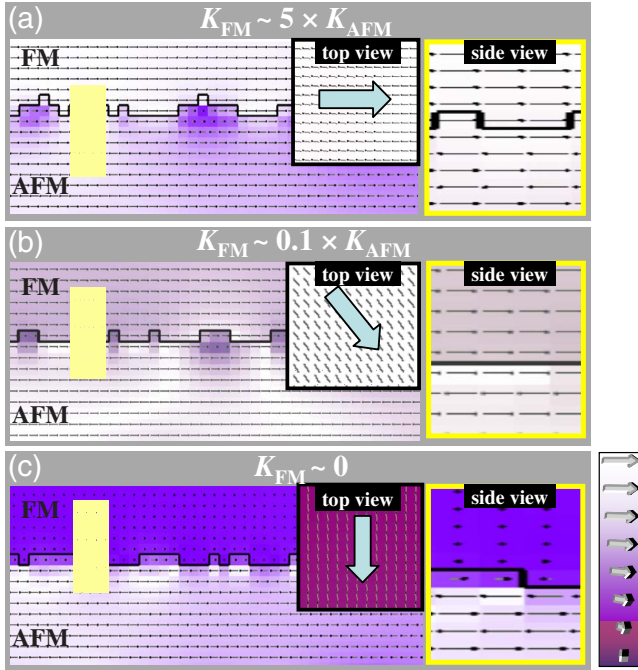 (a) K_FM ~ 5 × K_AFM
FM
top view
side view
AFM
(b) K_FM ~ 0.1 × K_AFM
FM
top view
side view
AFM
(c) K_FM ~ 0
FM
top view
side view
AFM